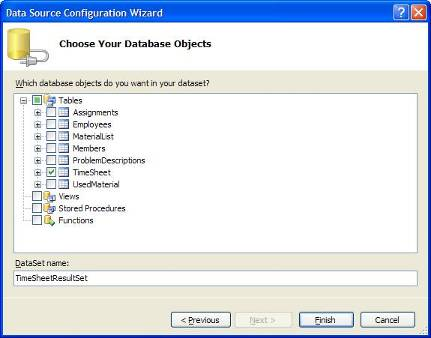 Data Source Configuration Wizard
Choose Your Database Objects
Which database objects do you want in your dataset?
Tables
Assignments
Employees
MaterialList
Members
ProblemDescriptions
TimeSheet
UsedMaterial
Views
Stored Procedures
Functions
DataSet name:
TimeSheetResultSet
< Previous Next > Finish Cancel